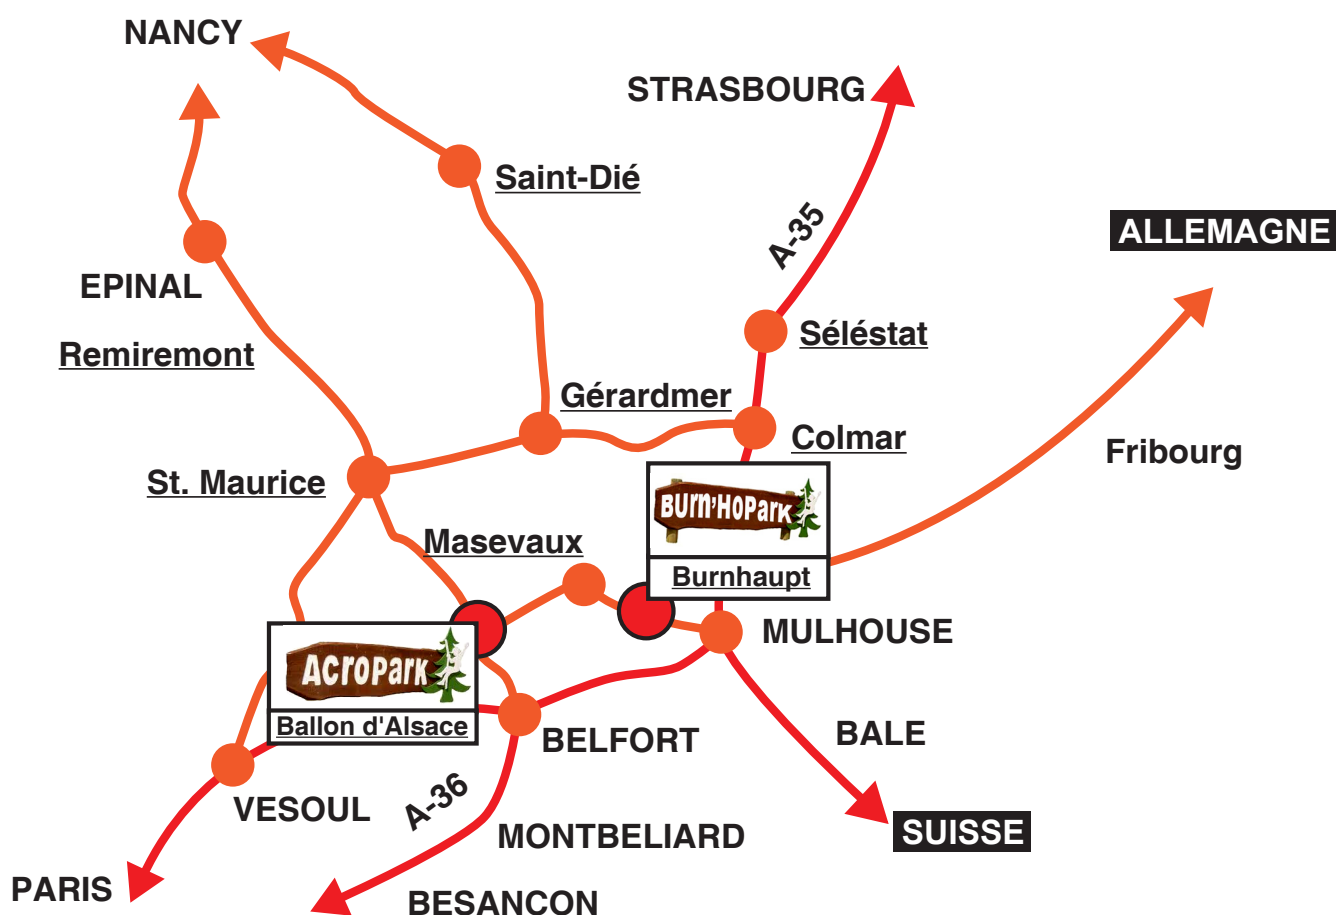 NANCY
STRASBOURG
Saint-Dié
A-35
ALLEMAGNE
EPINAL
Séléstat
Remiremont
Gérardmer
Colmar
Fribourg
St. Maurice
BURn'HOPARK
Masevaux
Burnhaupt
MULHOUSE
ACROPARK
Ballon d'Alsace
BELFORT
BALE
A-36
VESOUL
SUISSE
MONTBELIARD
PARIS
BESANCON